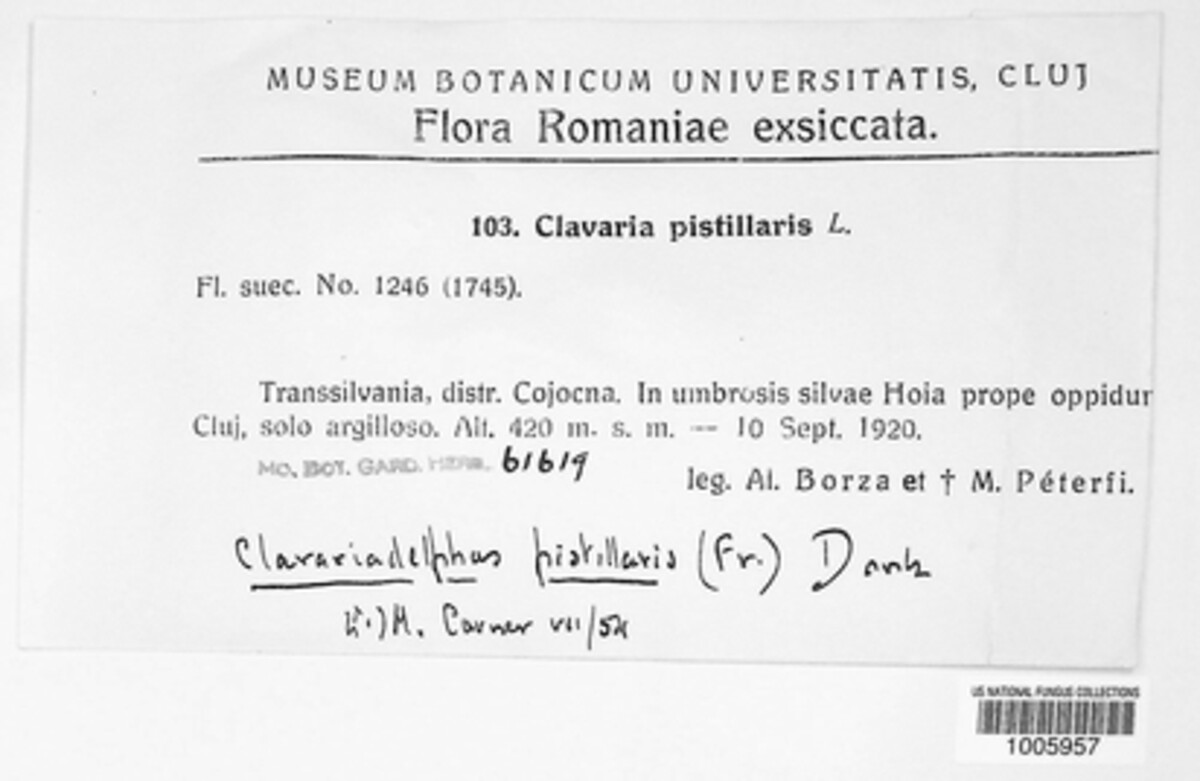 MUSEUM BOTANICUM UNIVERSITATIS, CLUJ
Flora Romaniae exsiccata.
103. Clavaria pistillaris L.
Fl. suec. No. 1246 (1745).
Transsilvania, distr. Cojocna. In umbrosis silvae Hoia prope oppidur
Cluj, solo argilloso. Alt. 420 m. s. m. — 10 Sept. 1920.
MO. BOT. GARD. HERB. 61619
leg. Al. Borza et † M. Péterfi.
Clavariadelphus pistillaris (Fr.) Donk
Corner VII/54
US NATIONAL FUNGUS COLLECTIONS
1005957